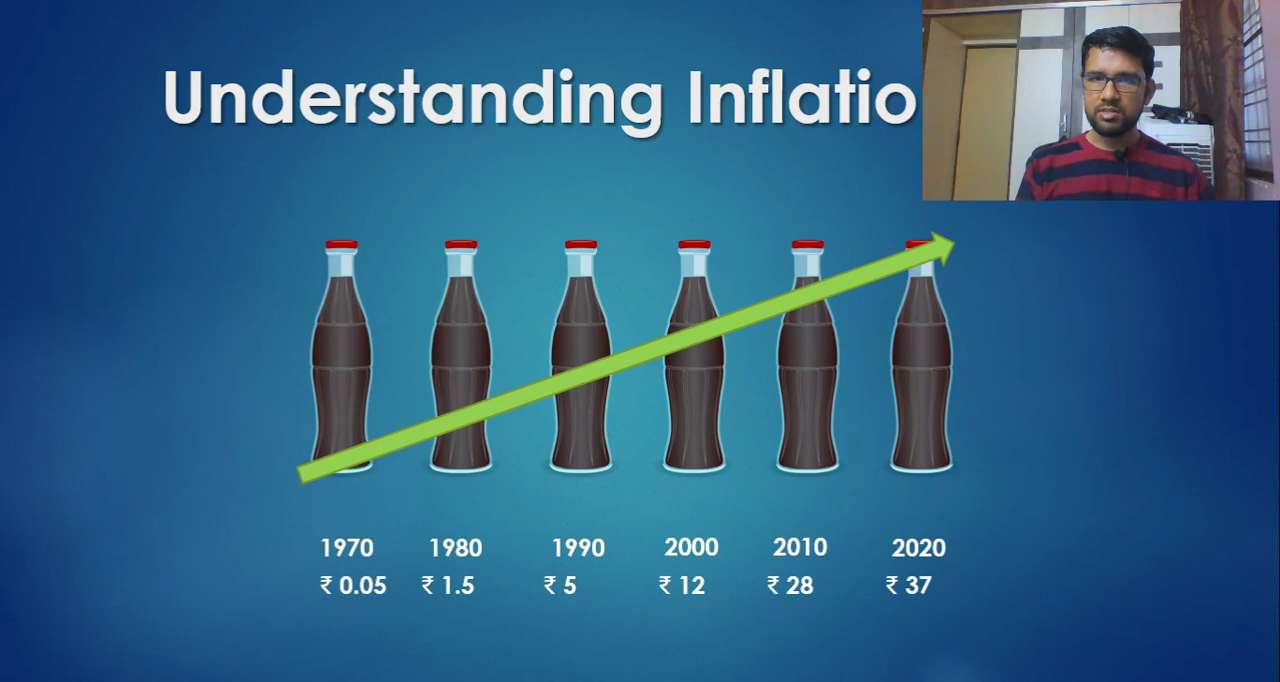 Understanding Inflatio
1970 1980 1990 2000 2010 2020
₹ 0.05 ₹ 1.5 ₹ 5 ₹ 12 ₹ 28 ₹ 37